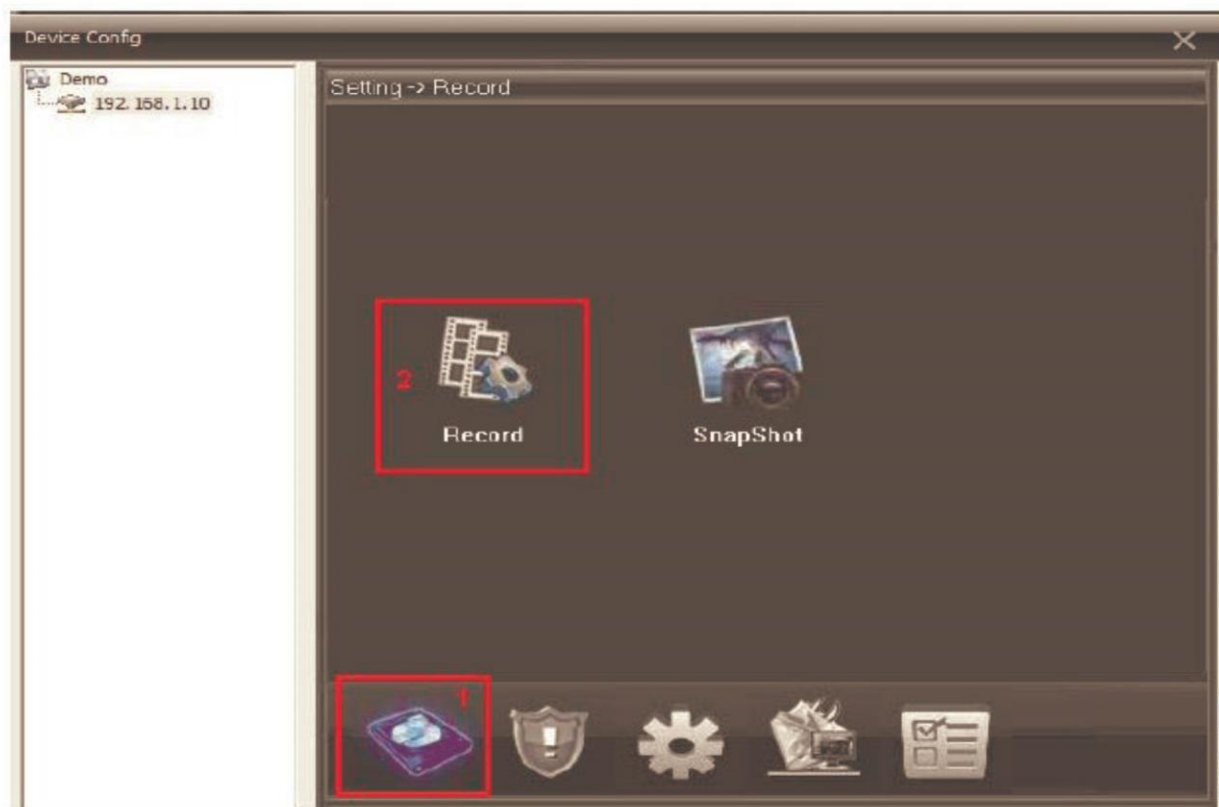 Device Config
Demo
192.168.1.10
Setting -> Record
2
Record
SnapShot
1